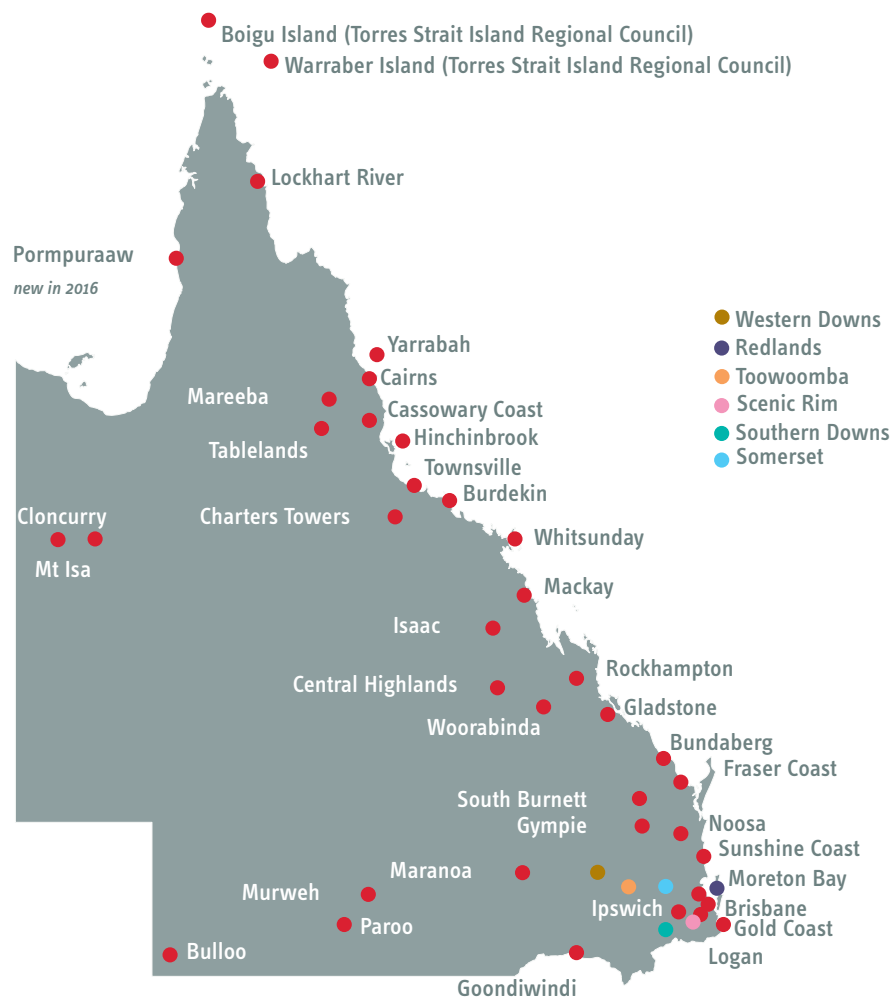 Boigu Island (Torres Strait Island Regional Council)
Warraber Island (Torres Strait Island Regional Council)
Lockhart River
Pormpuraaw
new in 2016
Western Downs
Redlands
Toowoomba
Scenic Rim
Southern Downs
Somerset
Yarrabah
Cairns
Mareeba
Cassowary Coast
Hinchinbrook
Tablelands
Townsville
Burdekin
Cloncurry
Charters Towers
Whitsunday
Mt Isa
Mackay
Isaac
Rockhampton
Central Highlands
Gladstone
Woorabinda
Bundaberg
Fraser Coast
South Burnett
Gympie
Noosa
Sunshine Coast
Maranoa
Moreton Bay
Murweh
Ipswich
Brisbane
Paroo
Gold Coast
Bulloo
Logan
Goondiwindi